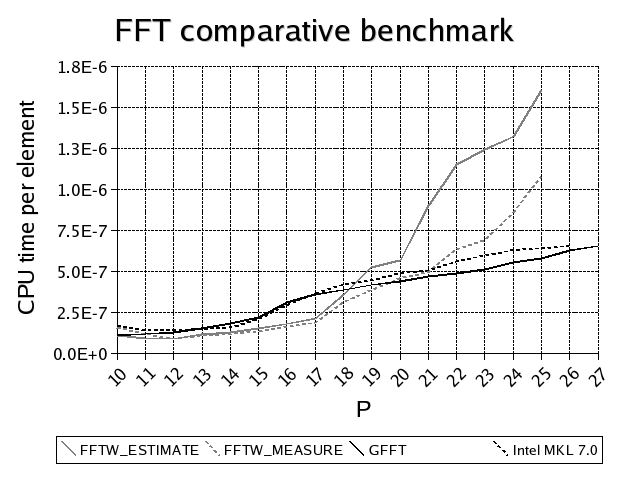 FFT comparative benchmark
CPU time per element
1.8E-6
1.5E-6
1.3E-6
1.0E-6
7.5E-7
5.0E-7
2.5E-7
0.0E+0
10 11 12 13 14 15 16 17 18 19 20 21 22 23 24 25 26 27
P
FFTW_ESTIMATE FFTW_MEASURE GFFT Intel MKL 7.0